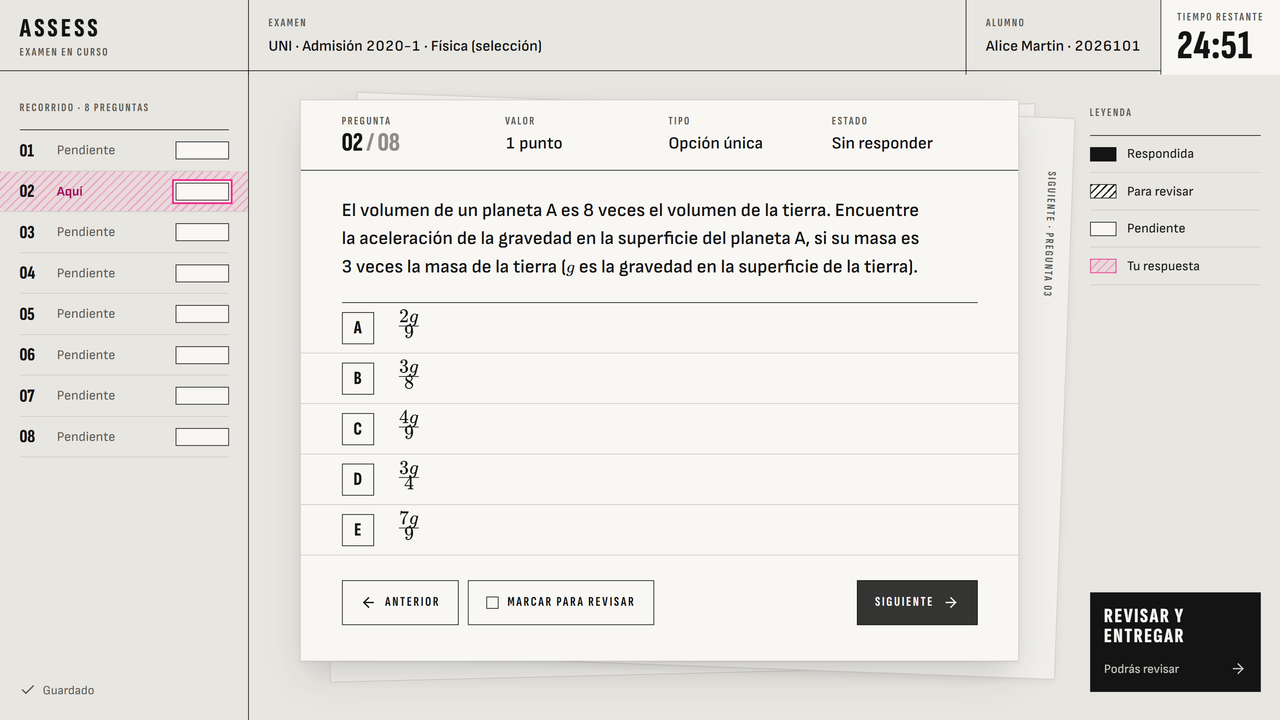 ASSESS
EXAMEN EN CURSO
EXAMEN
UNI · Admisión 2020-1 · Física (selección)
ALUMNO
Alice Martin · 2026101
TIEMPO RESTANTE
24:51
RECORRIDO · 8 PREGUNTAS
01 Pendiente
02 Aquí
03 Pendiente
04 Pendiente
05 Pendiente
06 Pendiente
07 Pendiente
08 Pendiente
Guardado
PREGUNTA
02 / 08
VALOR
1 punto
TIPO
Opción única
ESTADO
Sin responder
El volumen de un planeta A es 8 veces el volumen de la tierra. Encuentre
la aceleración de la gravedad en la superficie del planeta A, si su masa es
3 veces la masa de la tierra (g es la gravedad en la superficie de la tierra).
A 2g/9
B 3g/8
C 4g/9
D 3g/4
E 7g/9
← ANTERIOR
MARCAR PARA REVISAR
SIGUIENTE →
SIGUIENTE · PREGUNTA 03
LEYENDA
Respondida
Para revisar
Pendiente
Tu respuesta
REVISAR Y
ENTREGAR
Podrás revisar →